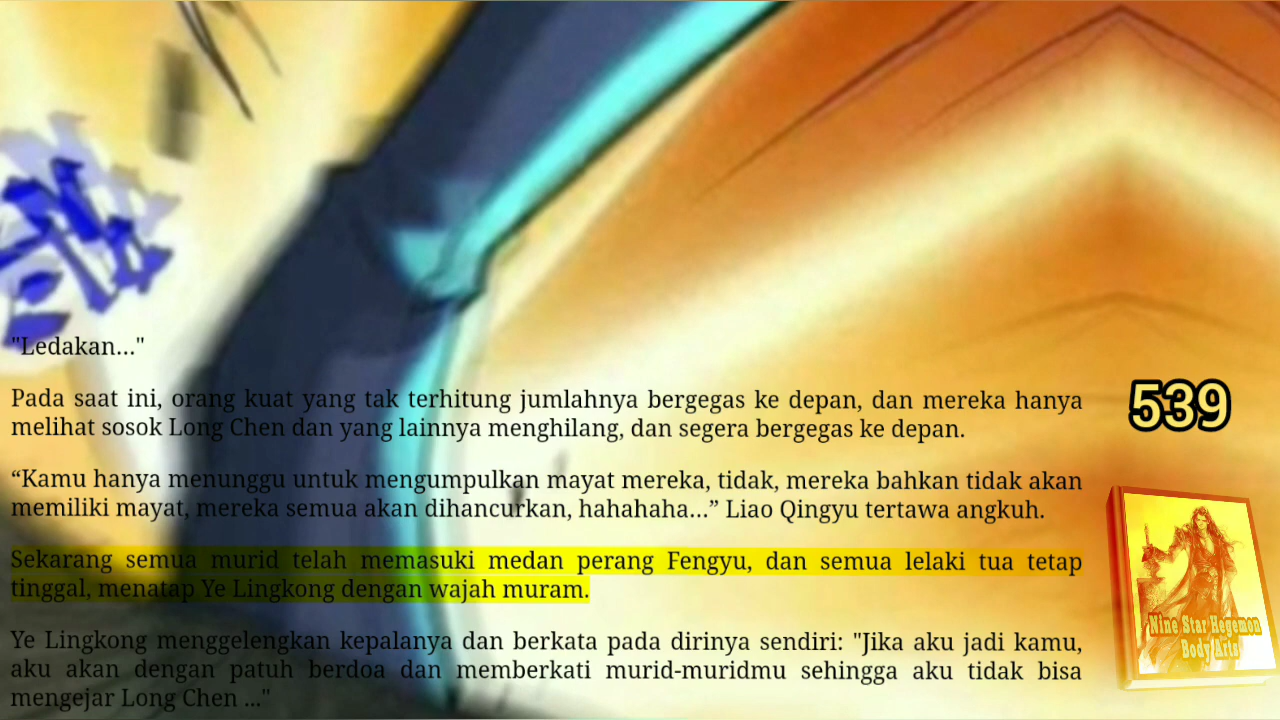 "Ledakan..."
Pada saat ini, orang kuat yang tak terhitung jumlahnya bergegas ke depan, dan mereka hanya
melihat sosok Long Chen dan yang lainnya menghilang, dan segera bergegas ke depan.
“Kamu hanya menunggu untuk mengumpulkan mayat mereka, tidak, mereka bahkan tidak akan
memiliki mayat, mereka semua akan dihancurkan, hahahaha...” Liao Qingyu tertawa angkuh.
Sekarang semua murid telah memasuki medan perang Fengyu, dan semua lelaki tua tetap
tinggal, menatap Ye Lingkong dengan wajah muram.
Ye Lingkong menggelengkan kepalanya dan berkata pada dirinya sendiri: "Jika aku jadi kamu,
aku akan dengan patuh berdoa dan memberkati murid-muridmu sehingga aku tidak bisa
mengejar Long Chen ..."
539
Nine Star Hegemon
Body Arts